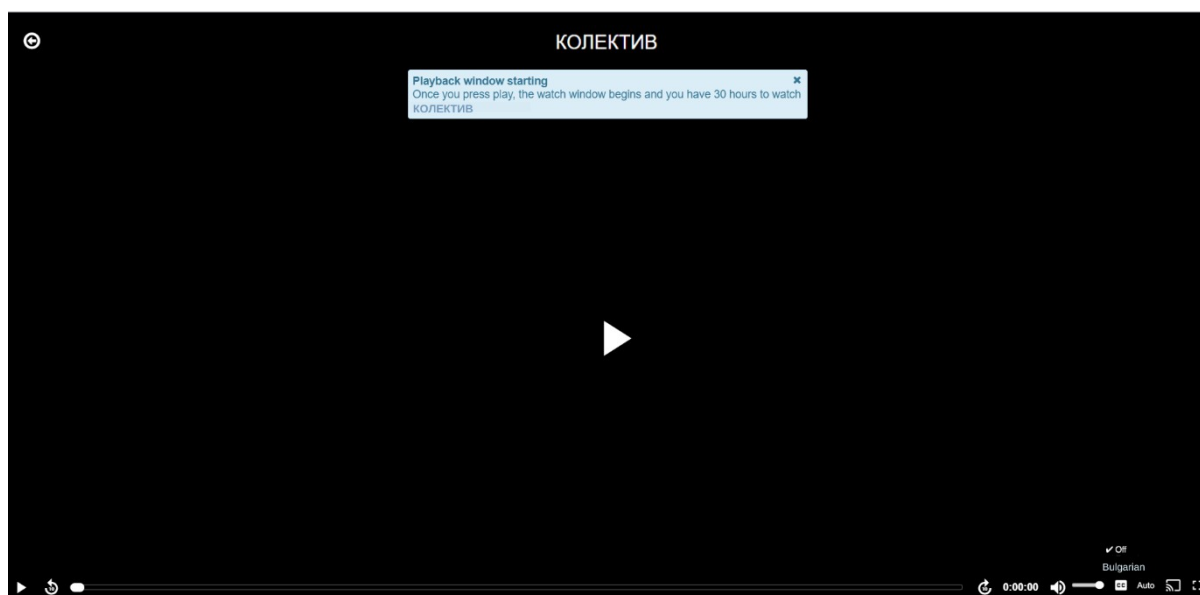 КОЛЕКТИВ
Playback window starting
Once you press play, the watch window begins and you have 30 hours to watch
КОЛЕКТИВ
✔ Off
Bulgarian
0:00:00
CC
Auto